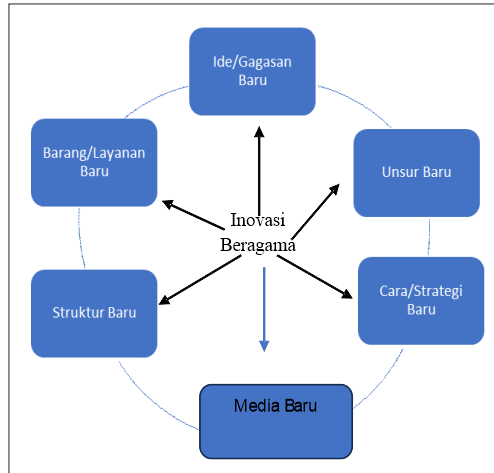 Ide/Gagasan
Baru
Barang/Layanan
Baru
Unsur Baru
Inovasi
Beragama
Struktur Baru
Cara/Strategi
Baru
Media Baru